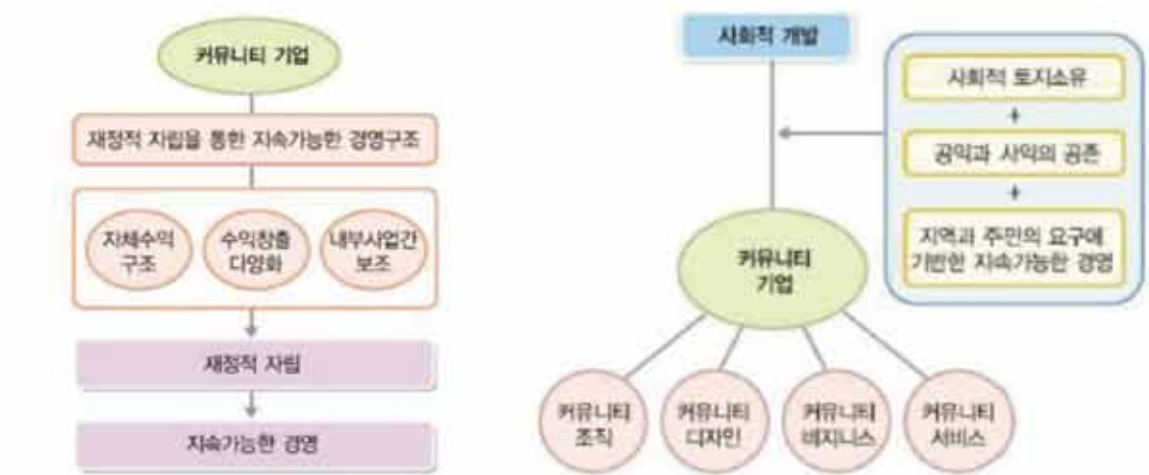 커뮤니티 기업
재정적 자립을 통한 지속가능한 경영구조
자체수익
구조
수익창출
다양화
내부사업간
보조
재정적 자립
지속가능한 경영
사회적 개발
사회적 토지소유
+
공익과 사익의 공존
+
지역과 주민의 요구에
기반한 지속가능한 경영
커뮤니티
기업
커뮤니티
조직
커뮤니티
디자인
커뮤니티
비지니스
커뮤니티
서비스